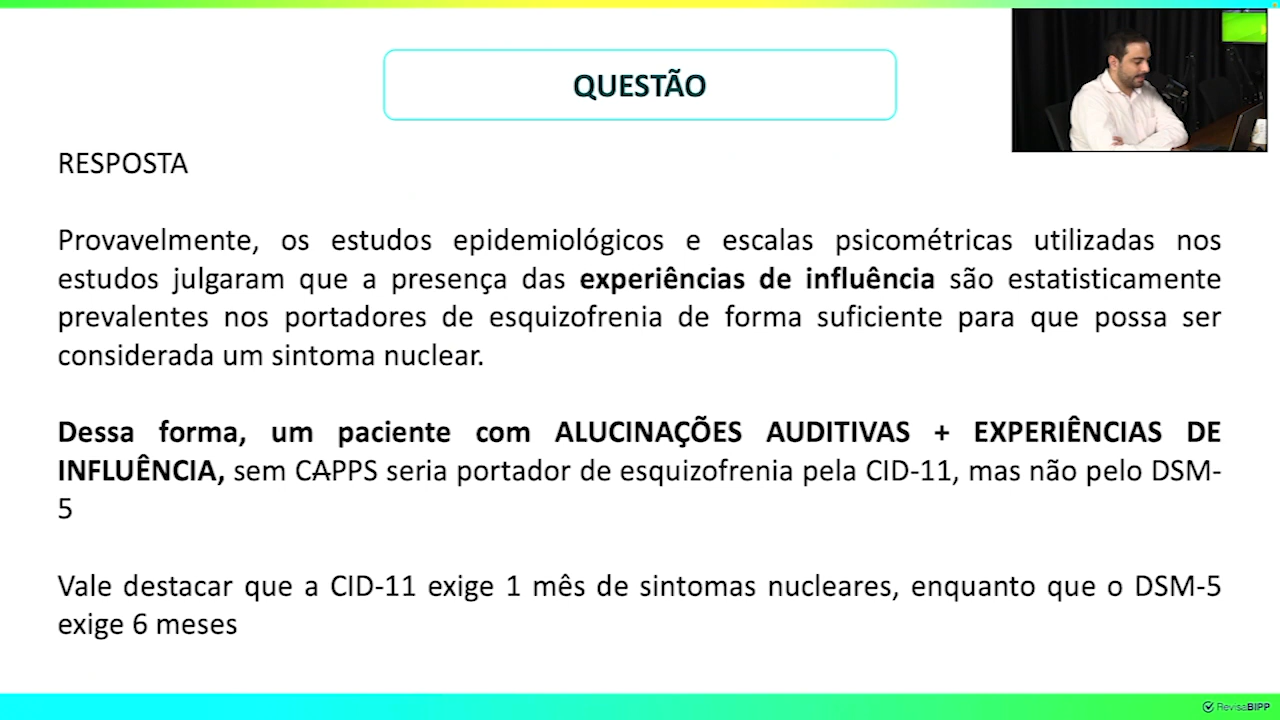 QUESTÃO
RESPOSTA
Provavelmente, os estudos epidemiológicos e escalas psicométricas utilizadas nos
estudos julgaram que a presença das experiências de influência são estatisticamente
prevalentes nos portadores de esquizofrenia de forma suficiente para que possa ser
considerada um sintoma nuclear.
Dessa forma, um paciente com ALUCINAÇÕES AUDITIVAS + EXPERIÊNCIAS DE
INFLUÊNCIA, sem CAPPS seria portador de esquizofrenia pela CID-11, mas não pelo DSM-
5
Vale destacar que a CID-11 exige 1 mês de sintomas nucleares, enquanto que o DSM-5
exige 6 meses
RevisaBIPP